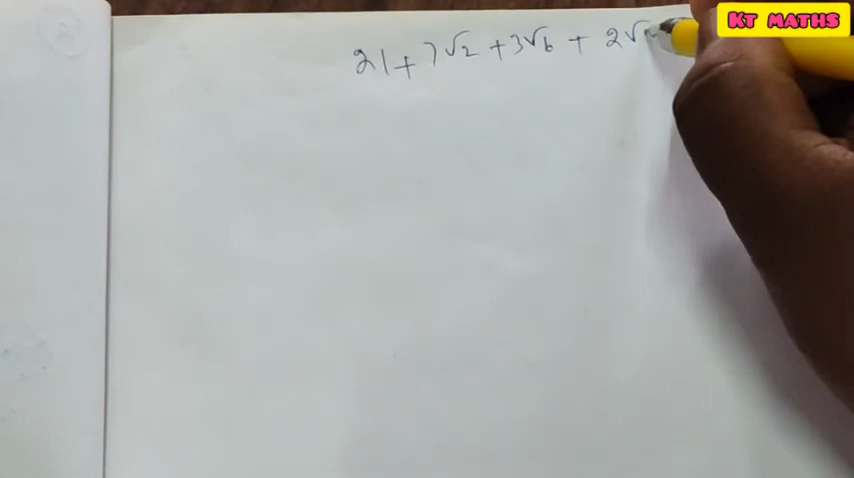 KT MATHS
21 + 7√2 + 3√6 + 2√